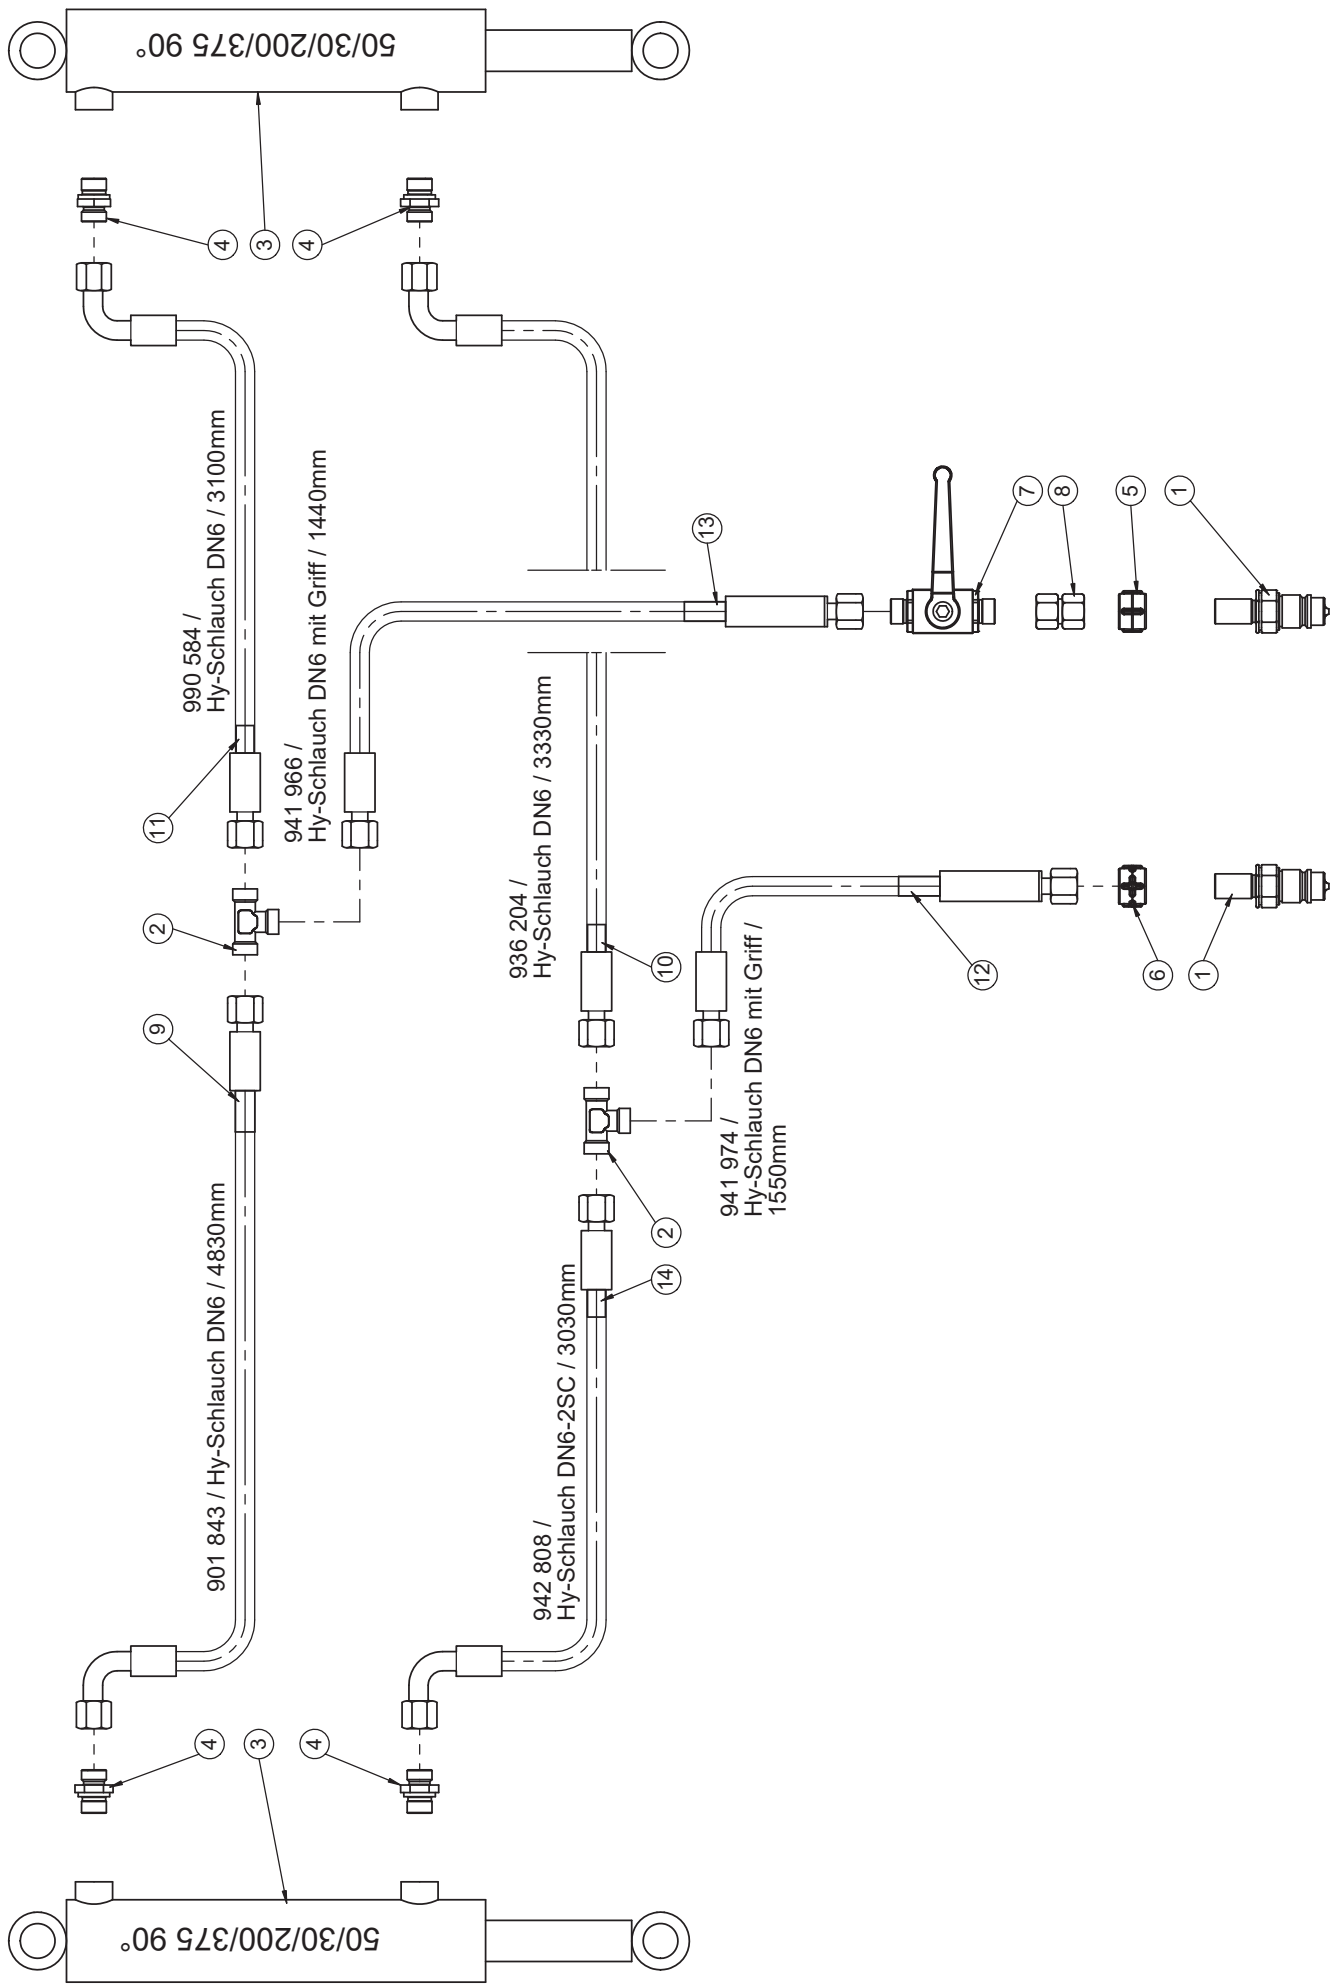 50/30/200/375 90°
50/30/200/375 90°
9
2
11
901 843 / Hy-Schlauch DN6 / 4830mm
990 584 /
Hy-Schlauch DN6 / 3100mm
4
4
3
3
4
4
941 966 /
Hy-Schlauch DN6 mit Griff / 1440mm
936 204 /
Hy-Schlauch DN6 / 3330mm
942 808 /
Hy-Schlauch DN6-2SC / 3030mm
14
2
10
13
941 974 /
Hy-Schlauch DN6 mit Griff /
1550mm
12
7
8
6
5
1
1